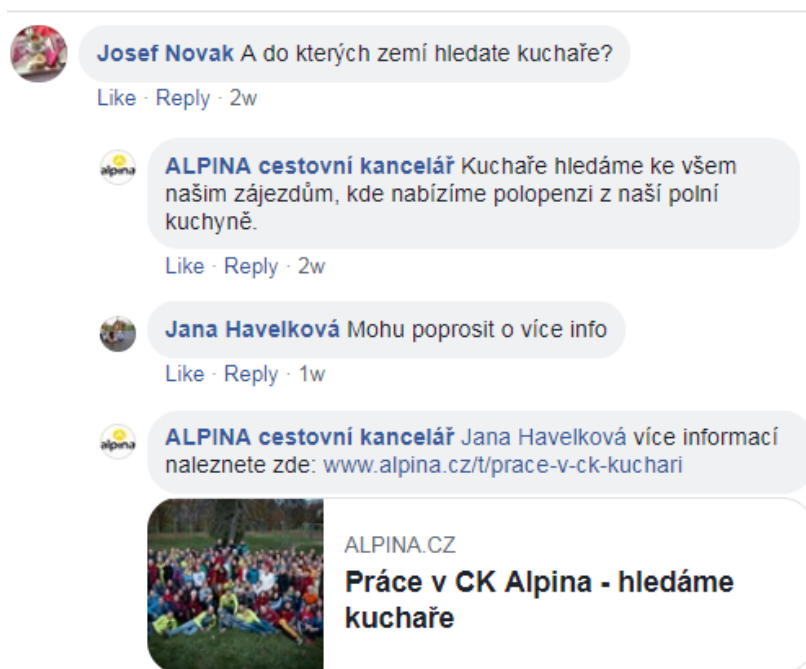 Josef Novak A do kterých zemí hledate kuchaře?
Like · Reply · 2w
alpina
ALPINA cestovní kancelář Kuchaře hledáme ke všem
našim zájezdům, kde nabízíme polopenzi z naší polní
kuchyně.
Like · Reply · 2w
Jana Havelková Mohu poprosit o více info
Like · Reply · 1w
alpina
ALPINA cestovní kancelář Jana Havelková více informací
naleznete zde: www.alpina.cz/t/prace-v-ck-kuchari
ALPINA.CZ
Práce v CK Alpina - hledáme
kuchaře